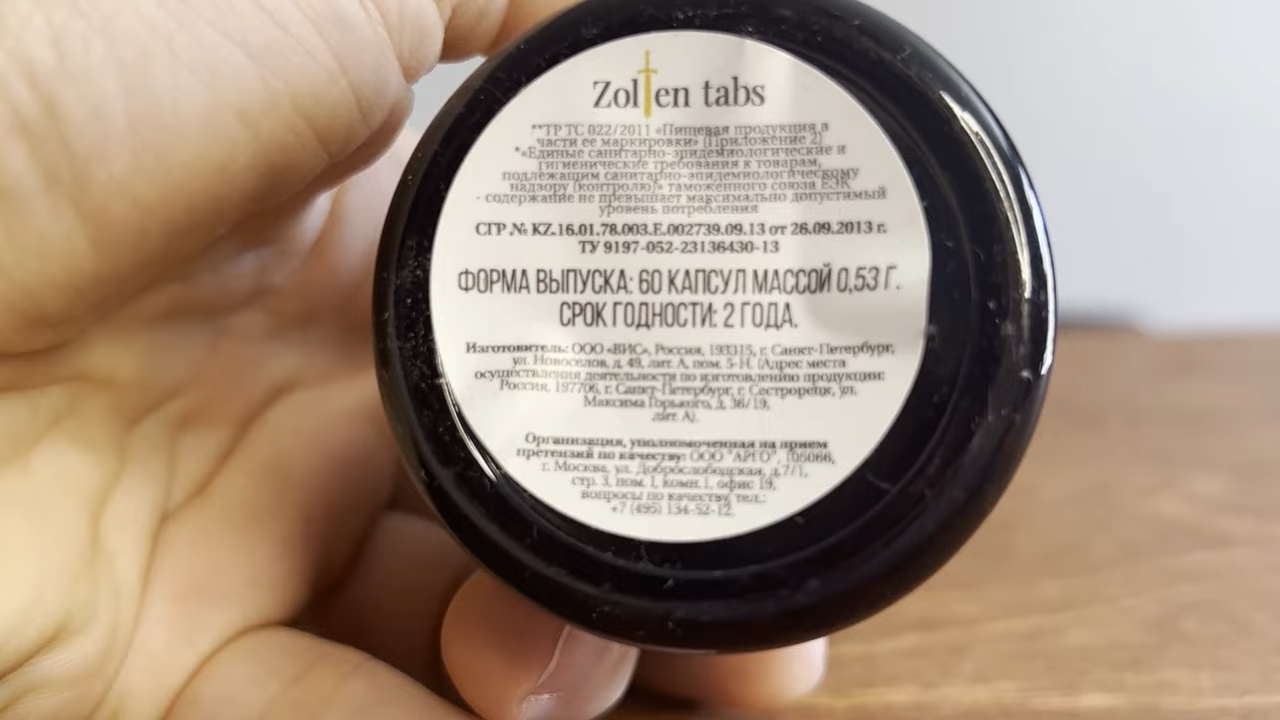 Zolten tabs
**ТР ТС 022/2011 «Пищевая продукция в
части ее маркировки» (Приложение 2)
*«Единые санитарно-эпидемиологические и
гигиенические требования к товарам,
подлежащим санитарно-эпидемиологическому
надзору (контролю)» таможенного союза ЕЭК
- содержание не превышает максимально допустимый
уровень потребления
СГР № KZ.16.01.78.003.E.002739.09.13 от 26.09.2013 г.
ТУ 9197-052-23136430-13
ФОРМА ВЫПУСКА: 60 КАПСУЛ МАССОЙ 0,53 Г.
СРОК ГОДНОСТИ: 2 ГОДА.
Изготовитель: ООО «ВИС», Россия, 193315, г. Санкт-Петербург,
ул. Новоселов, д. 49, лит. А, пом. 5-Н. (Адрес места
осуществления деятельности по изготовлению продукции:
Россия, 197706, г. Санкт-Петербург, г. Сестрорецк, ул.
Максима Горького, д. 36/19,
лит. А).
Организация, уполномоченная на прием
претензий по качеству: ООО "АРГО", 105066,
г. Москва, ул. Доброслободская, д.7/1,
стр. 3, пом. I, комн.1, офис 19,
вопросы по качеству, тел.:
+7 (495) 134-52-12